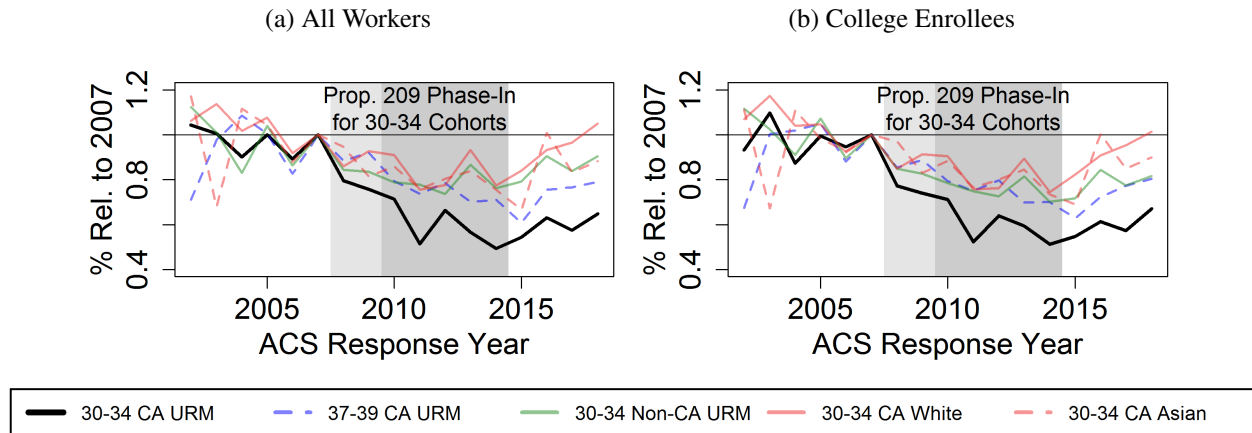 (a) All Workers
(b) College Enrollees
% Rel. to 2007
0.4
0.8
1.2
Prop. 209 Phase-In
for 30-34 Cohorts
2005
2010
2015
ACS Response Year
% Rel. to 2007
0.4
0.8
1.2
Prop. 209 Phase-In
for 30-34 Cohorts
2005
2010
2015
ACS Response Year
30-34 CA URM
37-39 CA URM
30-34 Non-CA URM
30-34 CA White
30-34 CA Asian